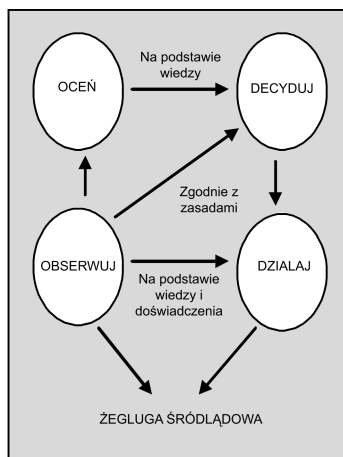 Na podstawie
wiedzy
OCEŃ
DECYDUJ
Zgodnie z
zasadami
OBSERWUJ
DZIALAJ
Na podstawie
wiedzy i
doświadczenia
ŻEGLUGA ŚRÓDLĄDOWA